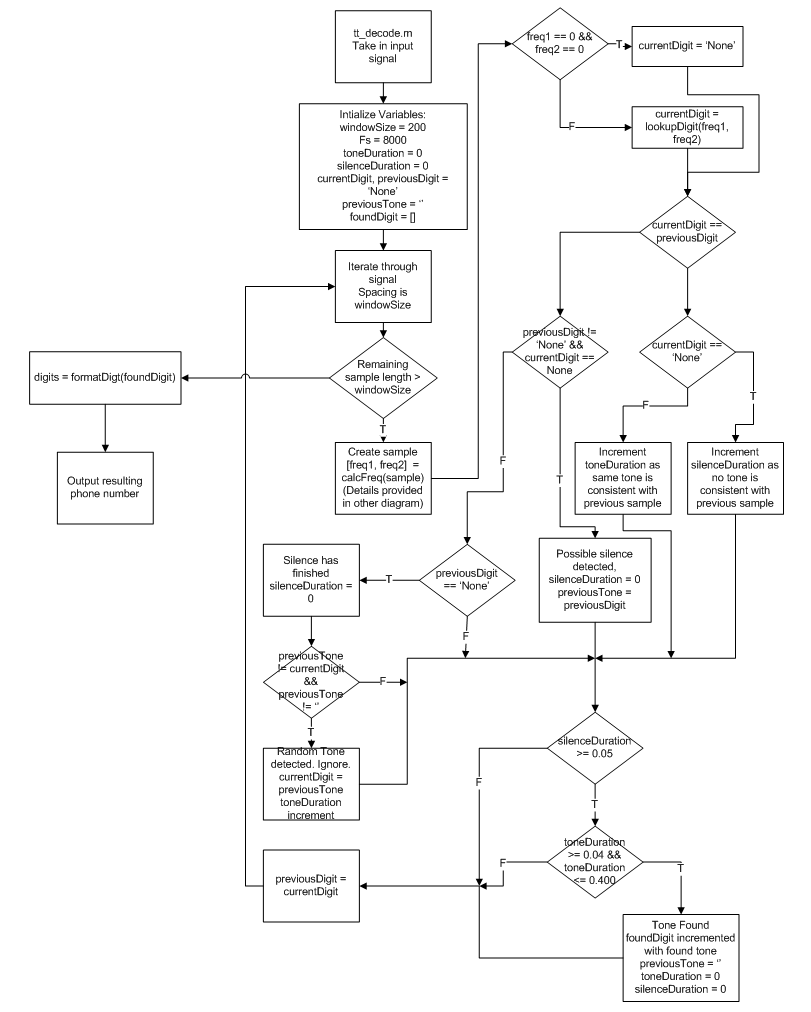 tt_decode.m
Take in input
signal
Intialize Variables:
windowSize = 200
Fs = 8000
toneDuration = 0
silenceDuration = 0
currentDigit, previousDigit =
'None'
previousTone = ‘’
foundDigit = []
Iterate through
signal
Spacing is
windowSize
Remaining
sample length >
windowSize
T
digits = formatDigt(foundDigit)
Output resulting
phone number
Create sample
[freq1, freq2] =
calcFreq(sample)
(Details provided
in other diagram)
freq1 == 0 &&
freq2 == 0
T
currentDigit = ‘None’
F
currentDigit =
lookupDigit(freq1,
freq2)
currentDigit ==
previousDigit
previousDigit !=
‘None’ &&
currentDigit ==
None
currentDigit ==
‘None’
F
T
F
T
Increment
toneDuration as
same tone is
consistent with
previous sample
Increment
silenceDuration as
no tone is
consistent with
previous sample
Possible silence
detected,
silenceDuration = 0
previousTone =
previousDigit
previousDigit
== ‘None’
T
F
Silence has
finished
silenceDuration =
0
previousTone
!= currentDigit
&&
previousTone
!= ‘’
F
T
Random Tone
detected. Ignore.
currentDigit =
previousTone
toneDuration
increment
silenceDuration
>= 0.05
F
T
toneDuration
>= 0.04 &&
toneDuration
<= 0.400
F
T
previousDigit =
currentDigit
Tone Found
foundDigit incremented
with found tone
previousTone = ‘’
toneDuration = 0
silenceDuration = 0